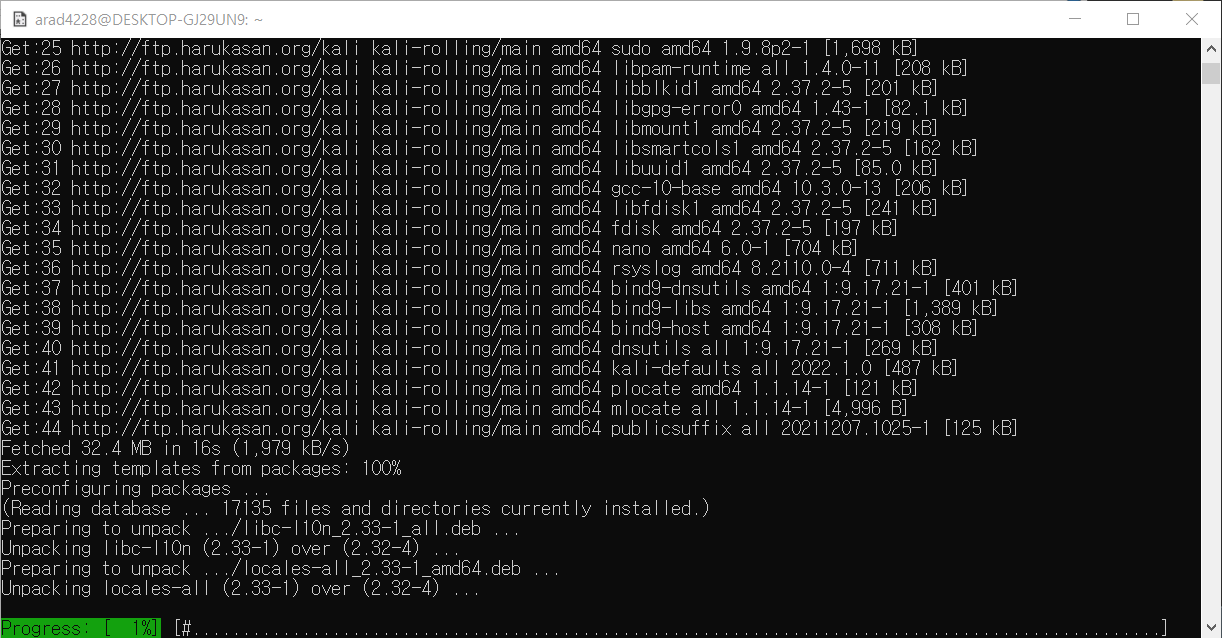 arad4228@DESKTOP-GJ29UN9: ~
Get:25 http://ftp.harukasan.org/kali kali-rolling/main amd64 sudo amd64 1.9.8p2-1 [1,698 kB]
Get:26 http://ftp.harukasan.org/kali kali-rolling/main amd64 libpam-runtime all 1.4.0-11 [208 kB]
Get:27 http://ftp.harukasan.org/kali kali-rolling/main amd64 libblkid1 amd64 2.37.2-5 [201 kB]
Get:28 http://ftp.harukasan.org/kali kali-rolling/main amd64 libgpg-error0 amd64 1.43-1 [82.1 kB]
Get:29 http://ftp.harukasan.org/kali kali-rolling/main amd64 libmount1 amd64 2.37.2-5 [219 kB]
Get:30 http://ftp.harukasan.org/kali kali-rolling/main amd64 libsmartcols1 amd64 2.37.2-5 [162 kB]
Get:31 http://ftp.harukasan.org/kali kali-rolling/main amd64 libuuid1 amd64 2.37.2-5 [85.0 kB]
Get:32 http://ftp.harukasan.org/kali kali-rolling/main amd64 gcc-10-base amd64 10.3.0-13 [206 kB]
Get:33 http://ftp.harukasan.org/kali kali-rolling/main amd64 libfdisk1 amd64 2.37.2-5 [241 kB]
Get:34 http://ftp.harukasan.org/kali kali-rolling/main amd64 fdisk amd64 2.37.2-5 [197 kB]
Get:35 http://ftp.harukasan.org/kali kali-rolling/main amd64 nano amd64 6.0-1 [704 kB]
Get:36 http://ftp.harukasan.org/kali kali-rolling/main amd64 rsyslog amd64 8.2110.0-4 [711 kB]
Get:37 http://ftp.harukasan.org/kali kali-rolling/main amd64 bind9-dnsutils amd64 1:9.17.21-1 [401 kB]
Get:38 http://ftp.harukasan.org/kali kali-rolling/main amd64 bind9-libs amd64 1:9.17.21-1 [1,389 kB]
Get:39 http://ftp.harukasan.org/kali kali-rolling/main amd64 bind9-host amd64 1:9.17.21-1 [308 kB]
Get:40 http://ftp.harukasan.org/kali kali-rolling/main amd64 dnsutils all 1:9.17.21-1 [269 kB]
Get:41 http://ftp.harukasan.org/kali kali-rolling/main amd64 kali-defaults all 2022.1.0 [487 kB]
Get:42 http://ftp.harukasan.org/kali kali-rolling/main amd64 plocate amd64 1.1.14-1 [121 kB]
Get:43 http://ftp.harukasan.org/kali kali-rolling/main amd64 mlocate all 1.1.14-1 [4,996 B]
Get:44 http://ftp.harukasan.org/kali kali-rolling/main amd64 publicsuffix all 20211207.1025-1 [125 kB]
Fetched 32.4 MB in 16s (1,979 kB/s)
Extracting templates from packages: 100%
Preconfiguring packages ...
(Reading database ... 17135 files and directories currently installed.)
Preparing to unpack .../libc-l10n_2.33-1_all.deb ...
Unpacking libc-l10n (2.33-1) over (2.32-4) ...
Preparing to unpack .../locales-all_2.33-1_amd64.deb ...
Unpacking locales-all (2.33-1) over (2.32-4) ...
Progress: [  1%] [#.................................................................................................]